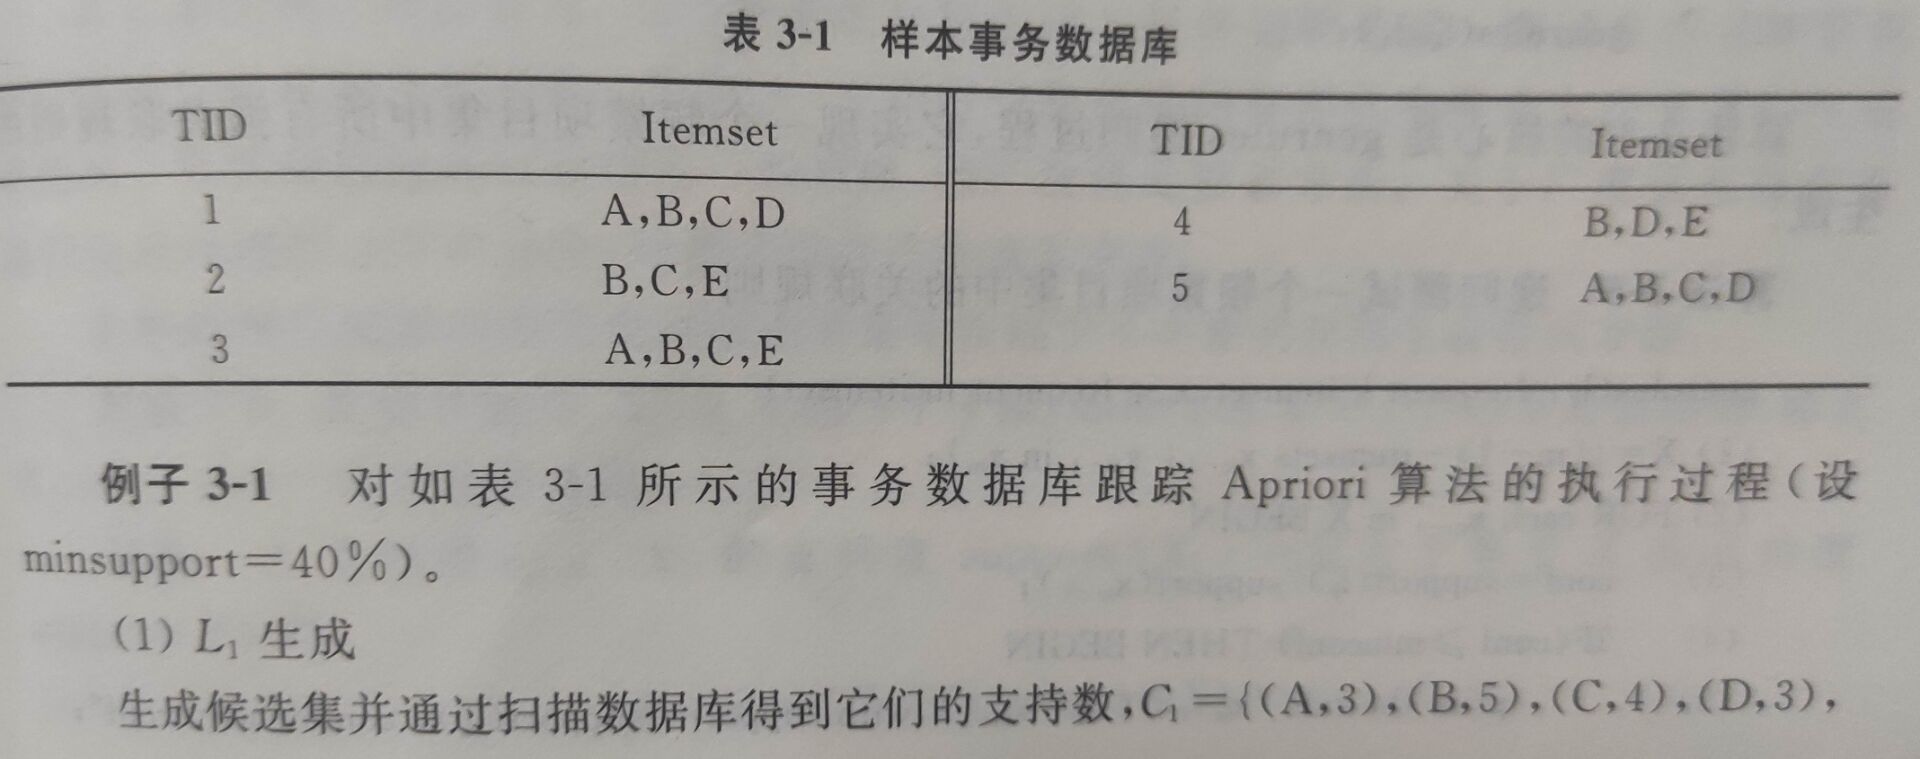 表 3-1 样本事务数据库
TID Itemset TID Itemset
1 A,B,C,D 4 B,D,E
2 B,C,E 5 A,B,C,D
3 A,B,C,E
例子 3-1 对如表 3-1 所示的事务数据库跟踪 Apriori 算法的执行过程(设
minsupport=40%)。
(1) L₁ 生成
生成候选集并通过扫描数据库得到它们的支持数,C₁={(A,3),(B,5),(C,4),(D,3),